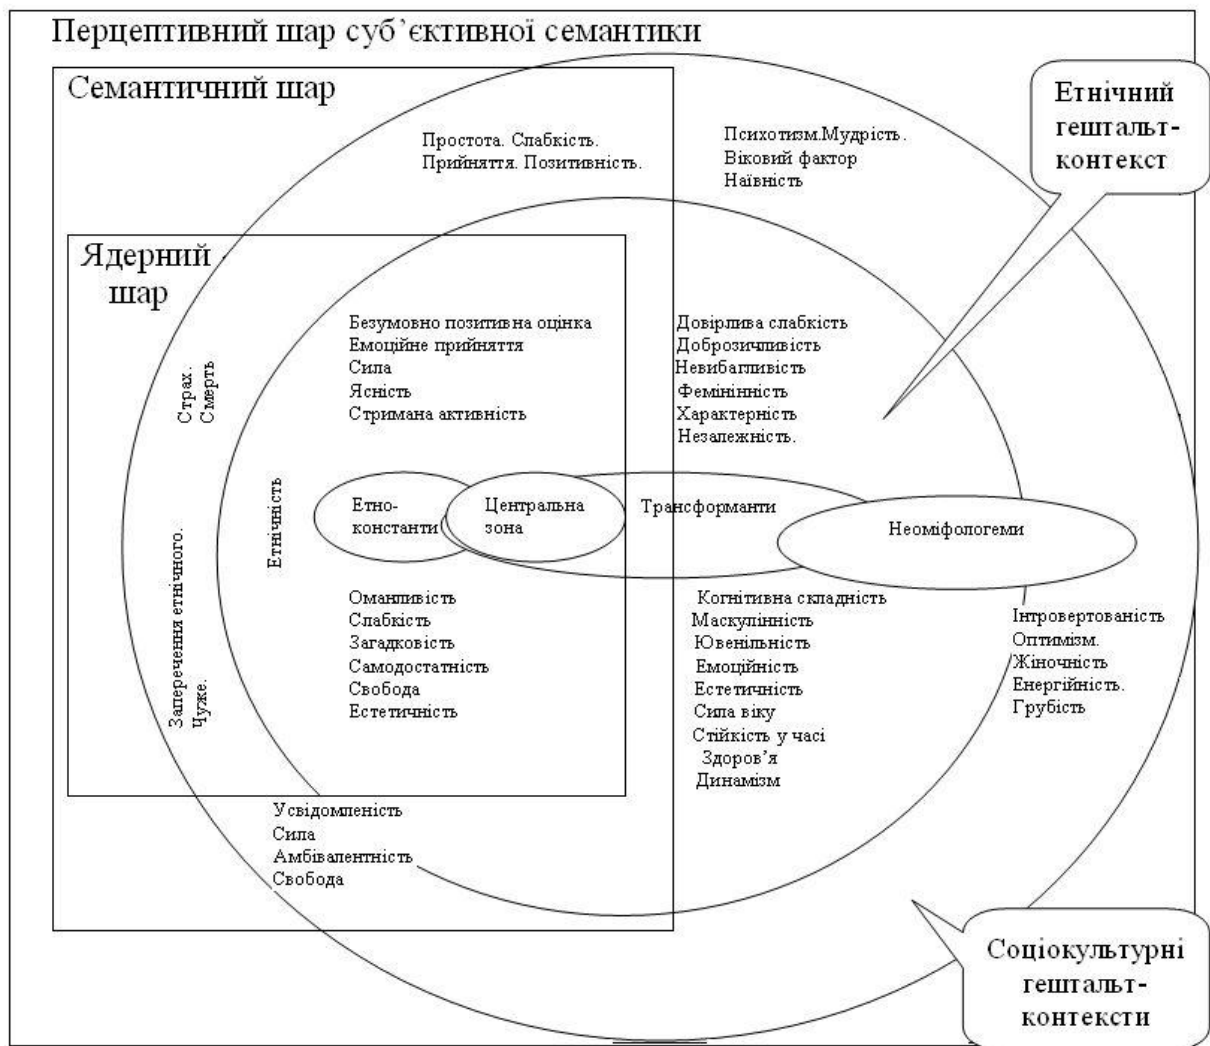 Перцептивний шар суб’єктивної семантики
Семантичний шар
Етнічний
гештальт-
контекст
Простота. Слабкість.
Прийняття. Позитивність.
Психотизм.Мудрість.
Віковий фактор
Наївність
Ядерний
шар
Безумовно позитивна оцінка
Емоційне прийняття
Сила
Ясність
Стримана активність
Довірлива слабкість
Доброзичливість
Невибагливість
Фемінінність
Характерність
Незалежність.
Страх.
Смерть
Етнічність
Заперечення етнічного.
Чуже.
Етно-
константи
Центральна
зона
Трансформанти
Неоміфологеми
Оманливість
Слабкість
Загадковість
Самодостатність
Свобода
Естетичність
Когнітивна складність
Маскулінність
Ювенільність
Емоційність
Естетичність
Сила віку
Стійкість у часі
Здоров’я
Динамізм
Інтровертованість
Оптимізм.
Жіночність
Енергійність.
Грубість
Усвідомленість
Сила
Амбівалентність
Свобода
Соціокультурні
гештальт-
контексти